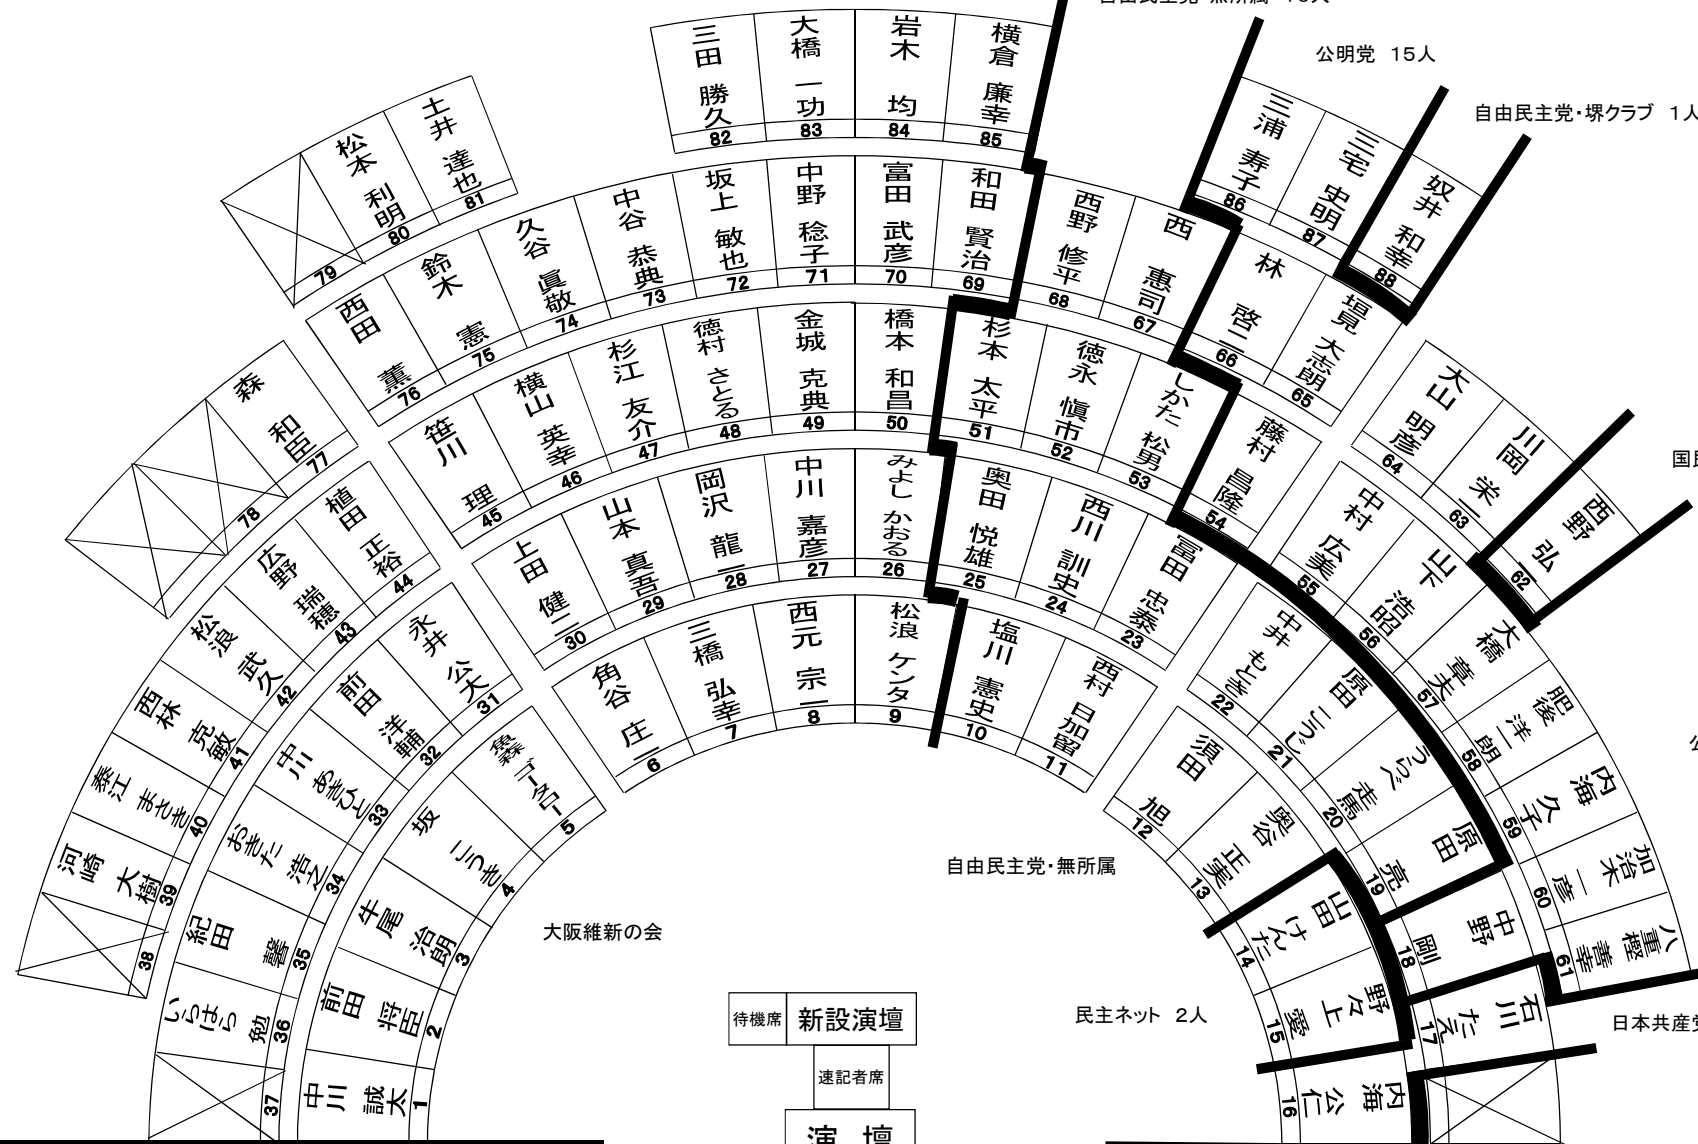 自由民主党・無所属
公明党 15人
自由民主党・堺クラブ 1人
三田 勝久 82
大橋 一功 83
岩木 均 84
横倉 廉幸 85
79
松本 利明 80
土井 達也 81
三浦 寿子 86
三宅 史明 87
奴井 和幸 88
西田 薫 76
鈴木 憲 75
久谷 眞敬 74
中谷 恭典 73
坂上 敏也 72
中野 稔子 71
富田 武彦 70
和田 賢治 69
西野 修平 68
西 惠司 67
林 啓二 66
垣見 大志朗 65
78
森 和臣 77
笹川 理 45
横山 英幸 46
杉江 友介 47
徳村 さとる 48
金城 克典 49
橋本 和昌 50
杉本 太平 51
徳永 愼市 52
しかた 松男 53
藤村 昌隆 54
大山 明彦 64
川岡 栄一 63
西野 弘一 62
国民
38
河崎 大樹 39
泰江 まさき 40
西林 克敏 41
松浪 武久 42
広野 瑞穂 43
植田 正裕 44
上田 健二 30
山本 真吾 29
岡沢 龍一 28
中川 嘉彦 27
みよし かおる 26
奥田 悦雄 25
西川 訓史 24
冨田 忠泰 23
中村 広美 55
山下 浩昭 56
大橋 章夫 57
肥後 洋一朗 58
内海 久子 59
加治木 一彦 60
八重樫 善幸 61
37
いらはら 勉 36
紀田 馨 35
おきた 浩之 34
中川 あきひと 33
前田 洋輔 32
永井 公大 31
角谷 庄一 6
三橋 弘幸 7
西元 宗一 8
松浪 ケンタ 9
塩川 憲史 10
西村 日加留 11
中井 もとき 22
原田 こうじ 21
うらべ 走馬 20
原田 亮 19
中野 剛 18
石川 たえ 17
中川 誠太 1
前田 将臣 2
牛尾 治朗 3
坂 こうき 4
魚森 ゴータロー 5
須田 旭 12
奥谷 正実 13
山田 けんた 14
野々上 愛 15
内海 公仁 16
自由民主党・無所属
大阪維新の会
民主ネット 2人
日本共産党
待機席
新設演壇
速記者席
演 壇